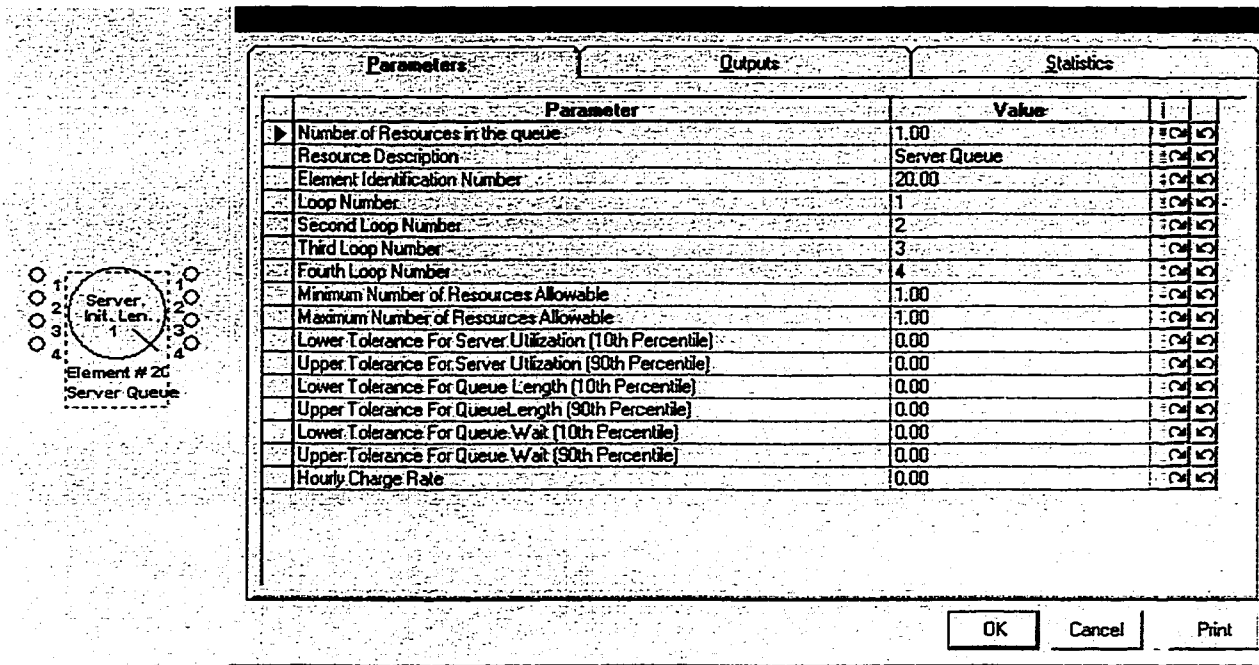 Parameters Outputs Statistics
Parameter Value
Number of Resources in the queue 1.00
Resource Description Server Queue
Element Identification Number 20.00
Loop Number 1
Second Loop Number 2
Third Loop Number 3
Fourth Loop Number 4
Minimum Number of Resources Allowable 1.00
Maximum Number of Resources Allowable 1.00
Lower Tolerance For Server Utilization (10th Percentile) 0.00
Upper Tolerance For Server Utilization (90th Percentile) 0.00
Lower Tolerance For Queue Length (10th Percentile) 0.00
Upper Tolerance For QueueLength (90th Percentile) 0.00
Lower Tolerance For Queue Wait (10th Percentile) 0.00
Upper Tolerance For Queue Wait (90th Percentile) 0.00
Hourly Charge Rate 0.00
1 1
2 Server, 2
Init. Len.
3 1 3
4 4
Element # 20
Server Queue
OK Cancel Print